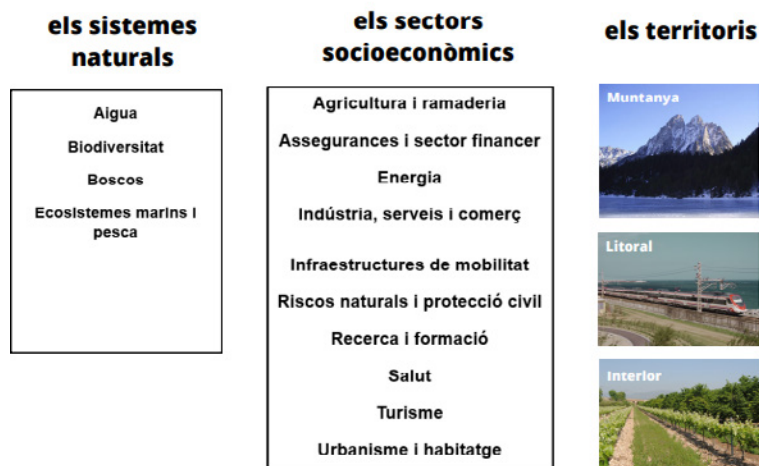 els sistemes
naturals
Aigua
Biodiversitat
Boscos
Ecosistemes marins i
pesca
els sectors
socioeconòmics
Agricultura i ramaderia
Assegurances i sector financer
Energia
Indústria, serveis i comerç
Infraestructures de mobilitat
Riscos naturals i protecció civil
Recerca i formació
Salut
Turisme
Urbanisme i habitatge
els territoris
Muntanya
Litoral
Interior